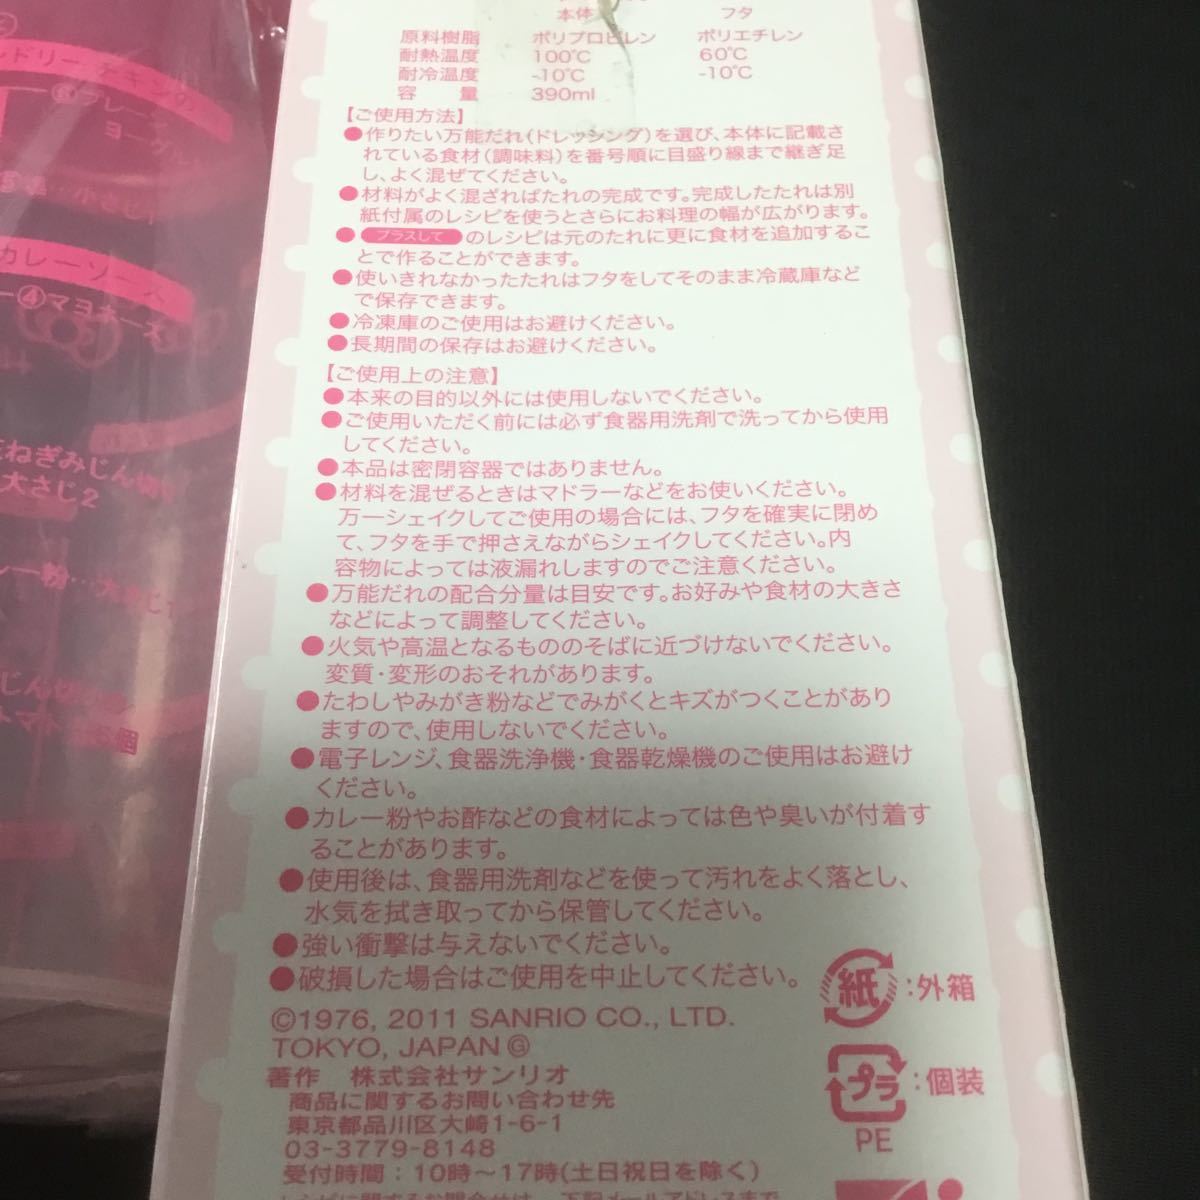 本体 フタ
原料樹脂 ポリプロピレン ポリエチレン
耐熱温度 100℃ 60℃
耐冷温度 -10℃ -10℃
容量 390ml
【ご使用方法】
●作りたい万能だれ(ドレッシング)を選び、本体に記載さ
れている食材(調味料)を番号順に目盛り線まで継ぎ足
し、よく混ぜてください。
●材料がよく混ざればたれの完成です。完成したたれは別
紙付属のレシピを使うとさらにお料理の幅が広がります。
●プラスしてのレシピは元のたれに更に食材を追加するこ
とで作ることができます。
●使いきれなかったたれはフタをしてそのまま冷蔵庫など
で保存できます。
●冷凍庫のご使用はお避けください。
●長期間の保存はお避けください。
【ご使用上の注意】
●本来の目的以外には使用しないでください。
●ご使用いただく前には必ず食器用洗剤で洗ってから使用
してください。
●本品は密閉容器ではありません。
●材料を混ぜるときはマドラーなどをお使いください。
万一シェイクしてご使用の場合には、フタを確実に閉め
て、フタを手で押さえながらシェイクしてください。内
容物によっては液漏れしますのでご注意ください。
●万能だれの配合分量は目安です。お好みや食材の大きさ
などによって調整してください。
●火気や高温となるもののそばに近づけないでください。
変質・変形のおそれがあります。
●たわしやみがき粉などでみがくとキズがつくことがあり
ますので、使用しないでください。
●電子レンジ、食器洗浄機・食器乾燥機のご使用はお避け
ください。
●カレー粉やお酢などの食材によっては色や臭いが付着す
ることがあります。
●使用後は、食器用洗剤などを使って汚れをよく落とし、
水気を拭き取ってから保管してください。
●強い衝撃は与えないでください。
●破損した場合はご使用を中止してください。
©1976, 2011 SANRIO CO., LTD.
TOKYO, JAPAN Ⓖ
著作 株式会社サンリオ
商品に関するお問い合わせ先
東京都品川区大崎1-6-1
03-3779-8148
受付時間：10時～17時(土日祝日を除く)
紙：外箱
プラ：個装
PE
ンドリーチキンの
カレーソース
ー④マヨネーズ
ねぎみじん切り
大さじ2